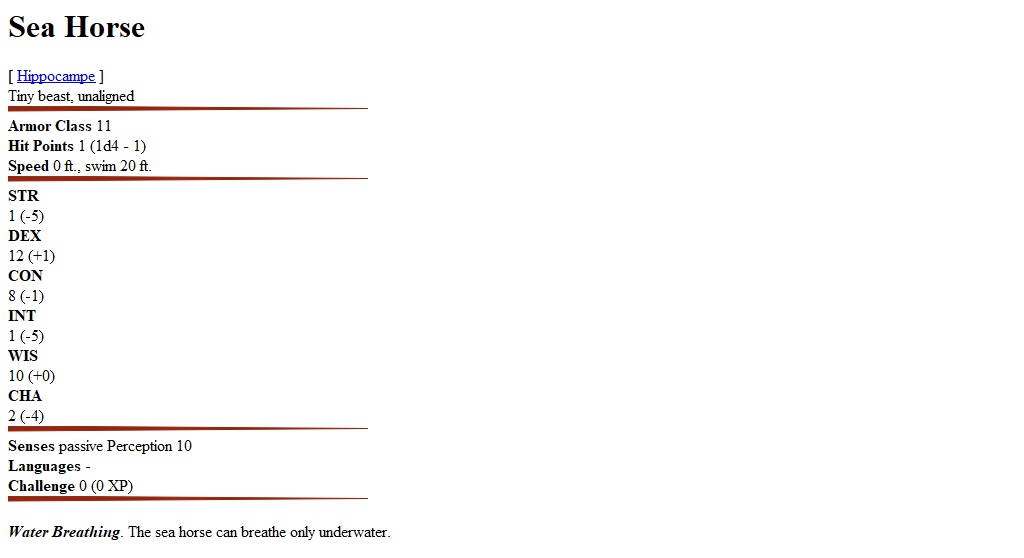 Sea Horse
[ Hippocampe ]
Tiny beast, unaligned
Armor Class 11
Hit Points 1 (1d4 - 1)
Speed 0 ft., swim 20 ft.
STR
1 (-5)
DEX
12 (+1)
CON
8 (-1)
INT
1 (-5)
WIS
10 (+0)
CHA
2 (-4)
Senses passive Perception 10
Languages -
Challenge 0 (0 XP)
Water Breathing. The sea horse can breathe only underwater.